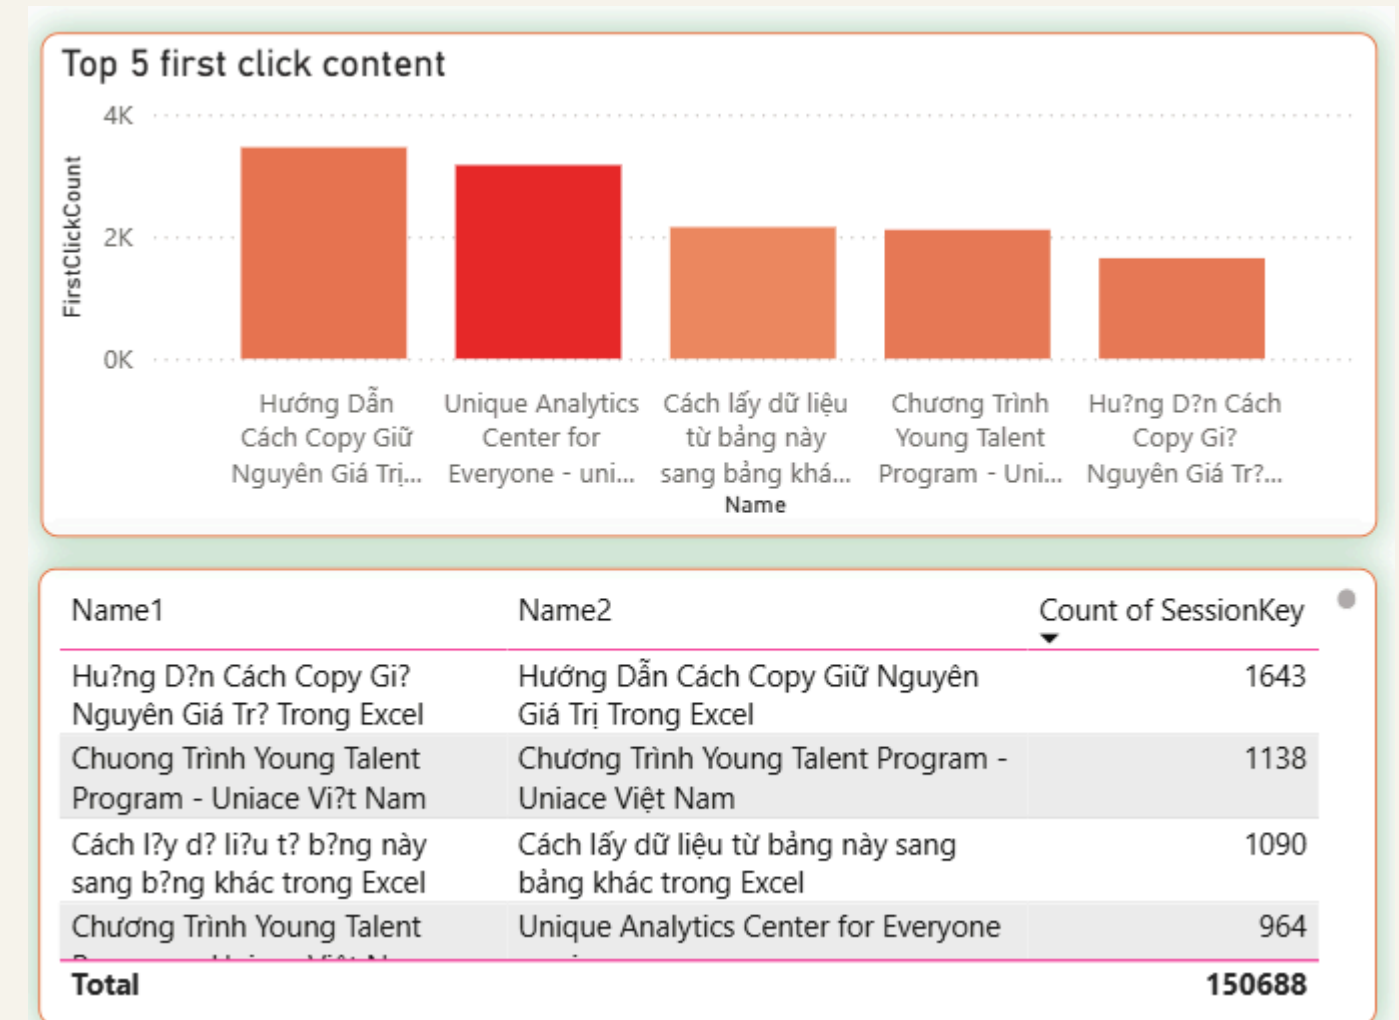 Top 5 first click content
4K
2K
0K
FirstClickCount
Hướng Dẫn
Cách Copy Giữ
Nguyên Giá Trị...
Unique Analytics
Center for
Everyone - uni...
Cách lấy dữ liệu
từ bảng này
sang bảng khá...
Chương Trình
Young Talent
Program - Uni...
Hu?ng D?n Cách
Copy Gi?
Nguyên Giá Tr?...
Name
Name1 Name2 Count of SessionKey
Hu?ng D?n Cách Copy Gi?
Nguyên Giá Tr? Trong Excel
Hướng Dẫn Cách Copy Giữ Nguyên
Giá Trị Trong Excel
1643
Chuong Trình Young Talent
Program - Uniace Vi?t Nam
Chương Trình Young Talent Program -
Uniace Việt Nam
1138
Cách l?y d? li?u t? b?ng này
sang b?ng khác trong Excel
Cách lấy dữ liệu từ bảng này sang
bảng khác trong Excel
1090
Chương Trình Young Talent
Unique Analytics Center for Everyone
964
Total 150688